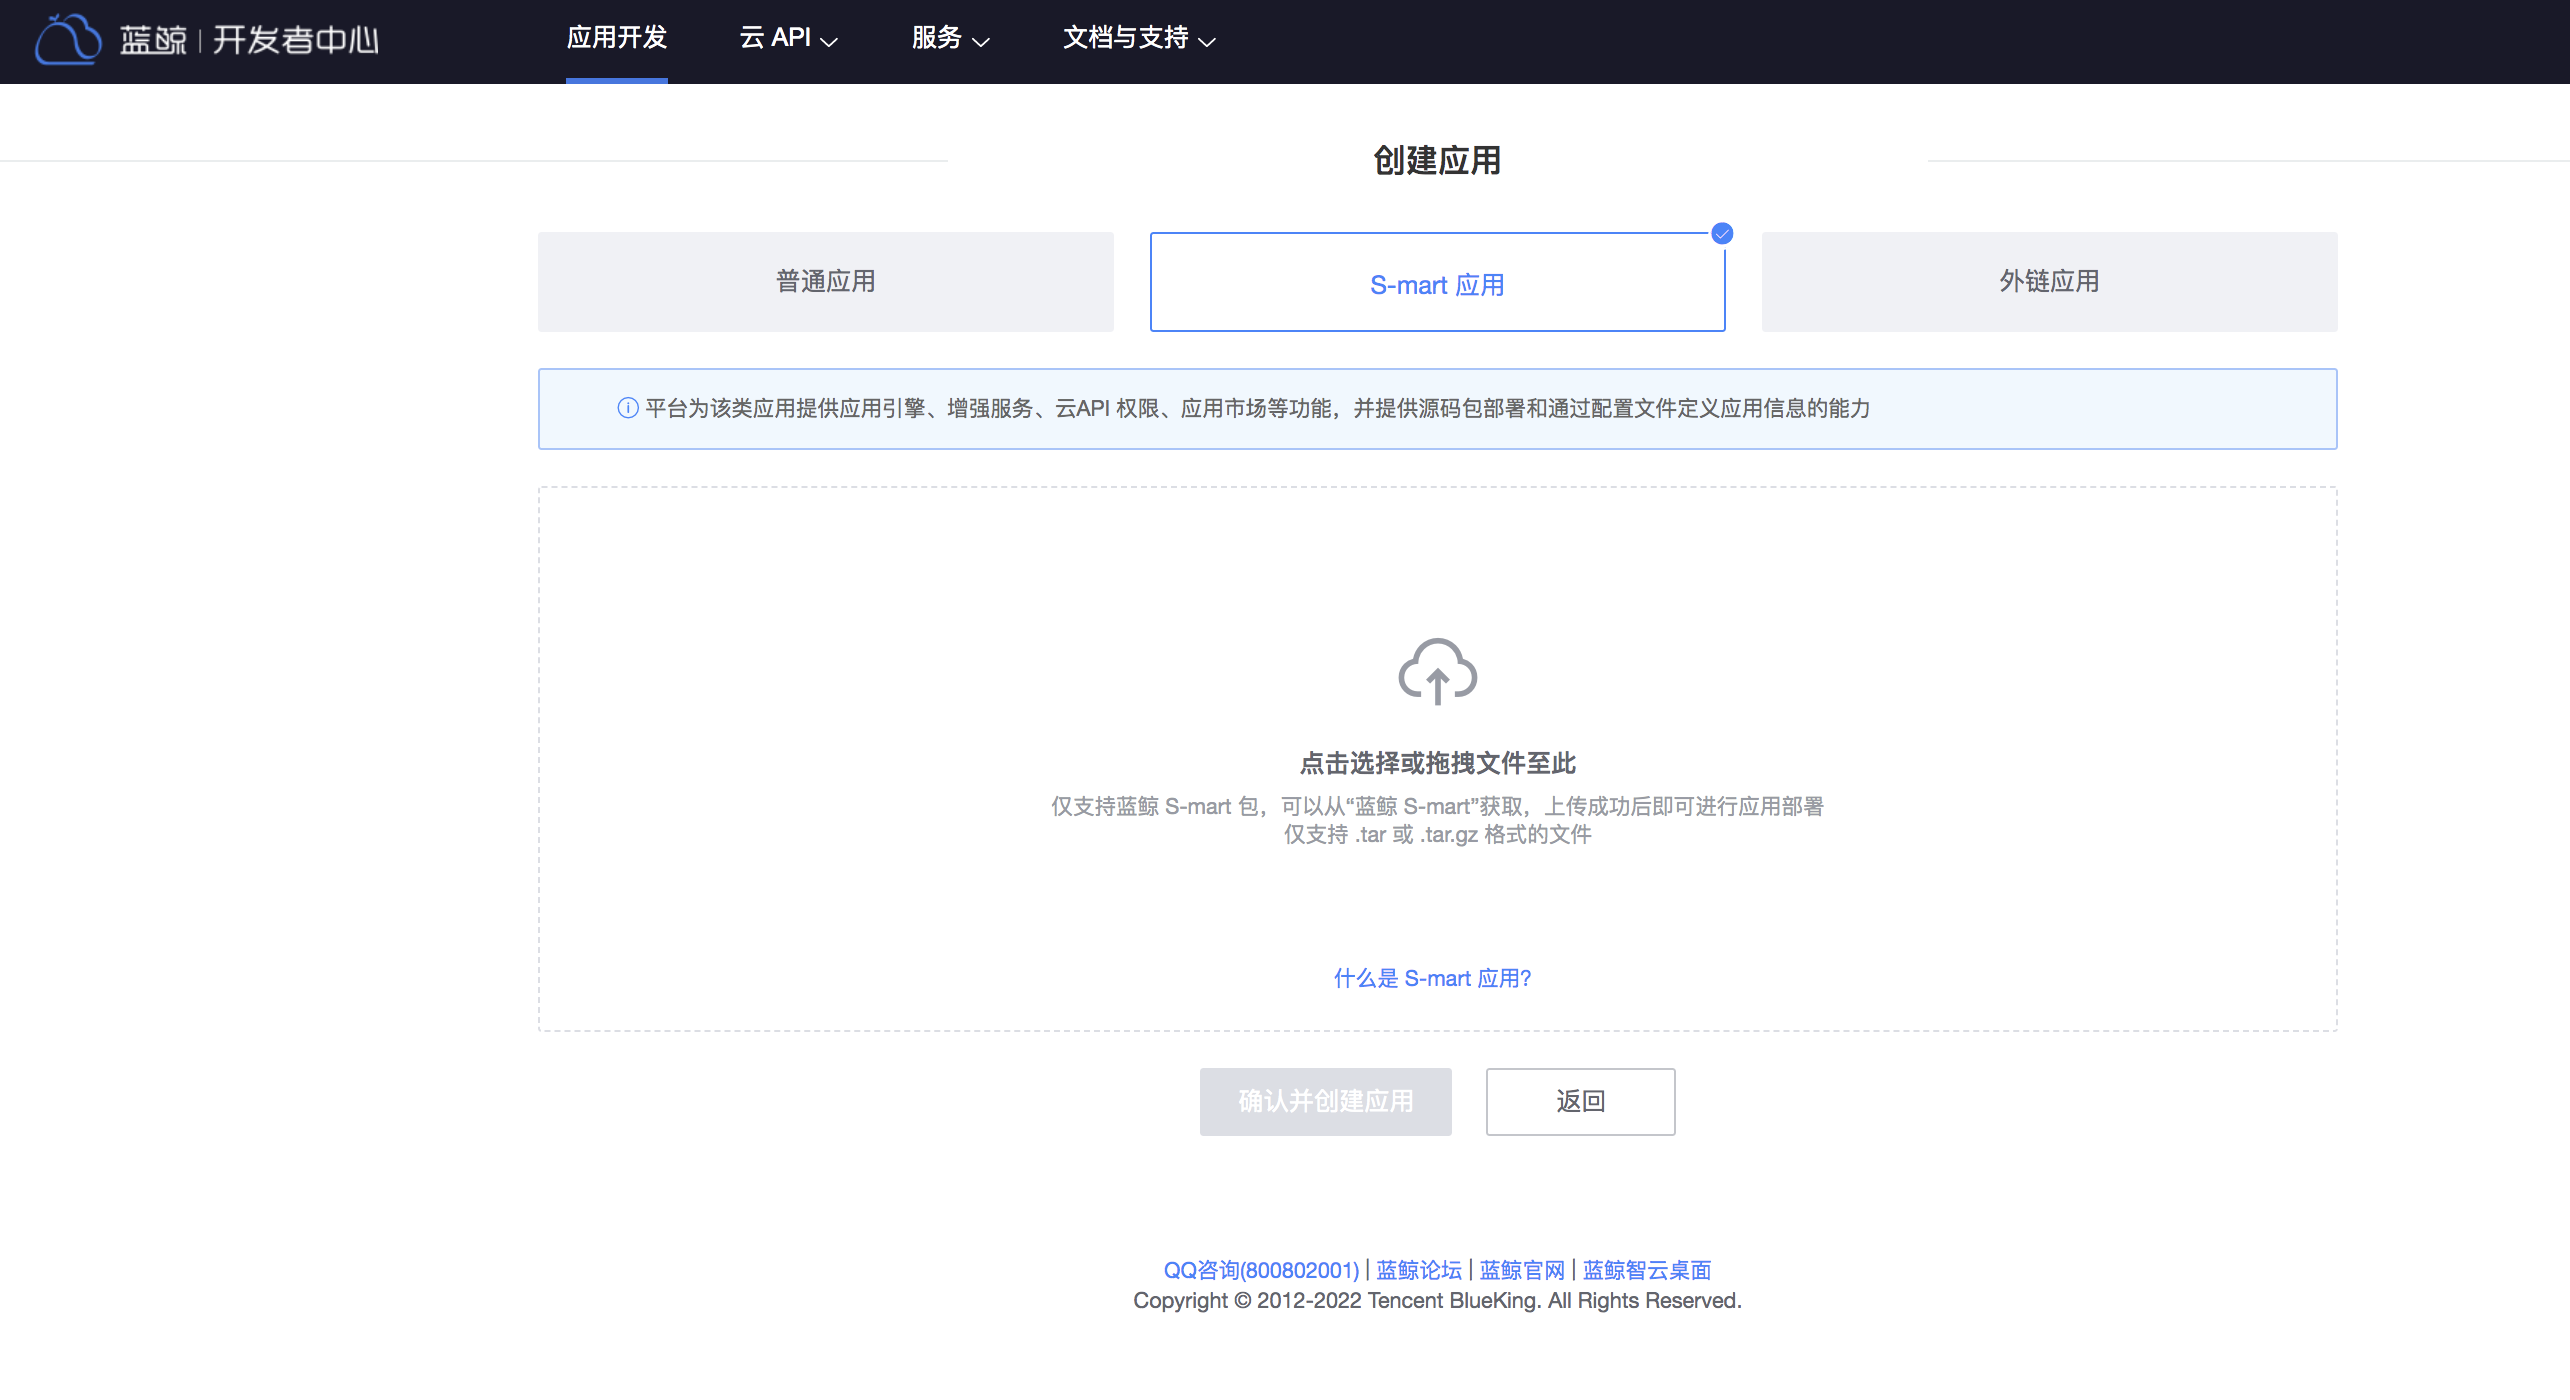 蓝鲸 | 开发者中心
应用开发
云 API
服务
文档与支持
创建应用
普通应用
S-mart 应用
外链应用
平台为该类应用提供应用引擎、增强服务、云API 权限、应用市场等功能，并提供源码包部署和通过配置文件定义应用信息的能力
点击选择或拖拽文件至此
仅支持蓝鲸 S-mart 包，可以从“蓝鲸 S-mart”获取，上传成功后即可进行应用部署
仅支持 .tar 或 .tar.gz 格式的文件
什么是 S-mart 应用?
确认并创建应用
返回
QQ咨询(800802001) | 蓝鲸论坛 | 蓝鲸官网 | 蓝鲸智云桌面
Copyright © 2012-2022 Tencent BlueKing. All Rights Reserved.